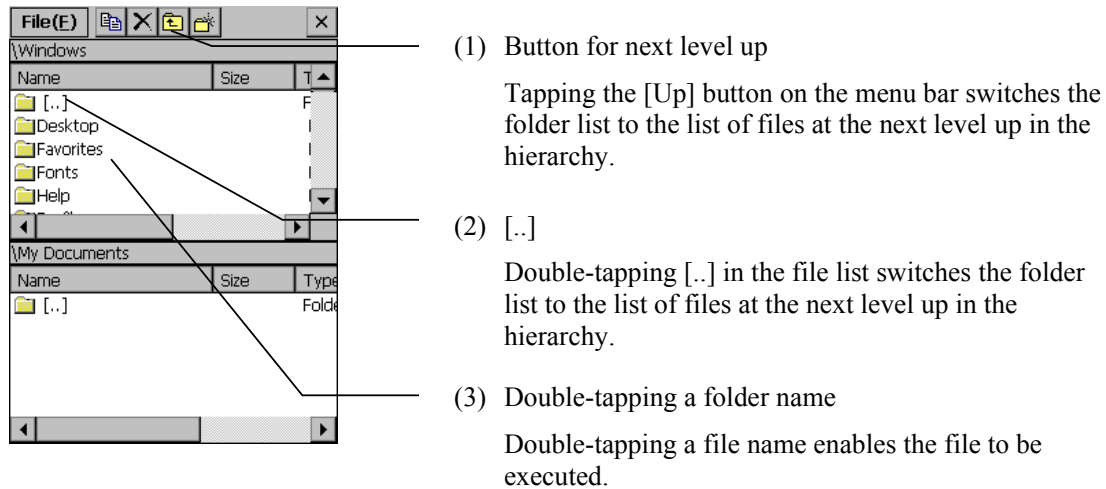 File(F)
\Windows
Name Size T
[..] F
Desktop
Favorites
Fonts
Help
\My Documents
Name Size Type
[..] Folde
(1) Button for next level up
Tapping the [Up] button on the menu bar switches the
folder list to the list of files at the next level up in the
hierarchy.
(2) [..]
Double-tapping [..] in the file list switches the folder
list to the list of files at the next level up in the
hierarchy.
(3) Double-tapping a folder name
Double-tapping a file name enables the file to be
executed.